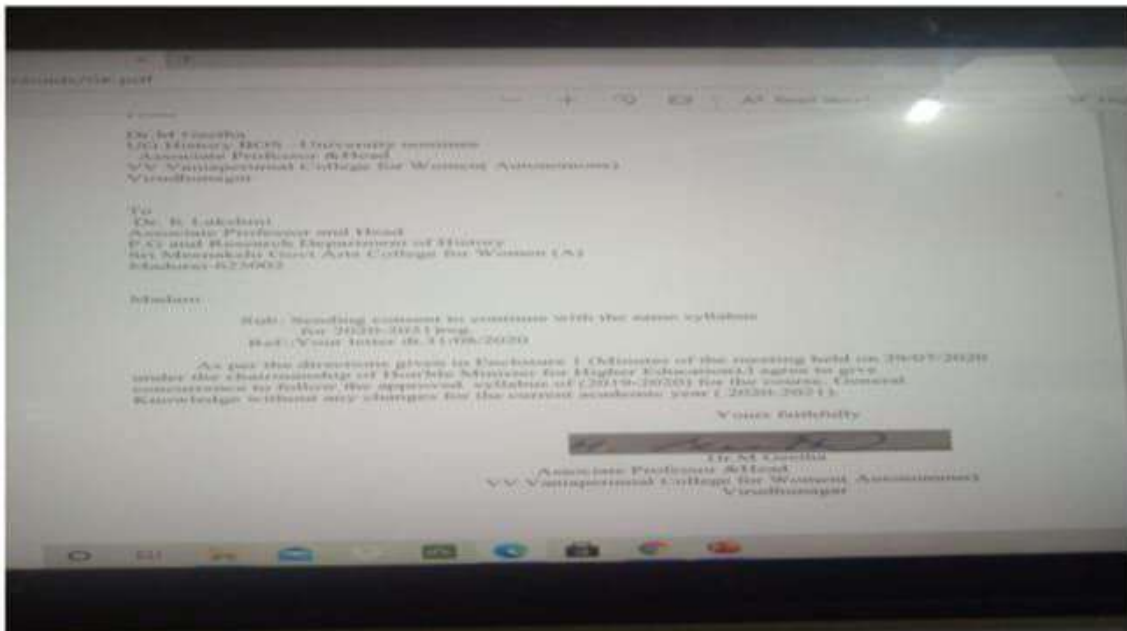 From
Dr.M Geetha
UG History BOS - University nominee
Associate Professor &Head
VV Vanniaperumal College for Women( Autonomous)
Virudhunagar
To
Dr. K Lakshmi
Associate Professor and Head
P.G and Research Department of History
Sri Meenakshi Govt Arts College for Women (A)
Madurai-625002
Madam
Sub: Sending consent to continue with the same syllabus
for 2020-2021 reg.
Ref: Your letter dt.31/08/2020
As per the directions given in Enclosure 1 (Minutes of the meeting held on 29/07/2020
under the chairmanship of Hon'ble Minister for Higher Education),I agree to give
concurrence to follow the approved syllabus of (2019-2020) for the course, General
Knowledge without any changes for the current academic year ( 2020-2021).
Yours faithfully
Dr.M Geetha
Associate Professor &Head
VV Vanniaperumal College for Women( Autonomous)
Virudhunagar